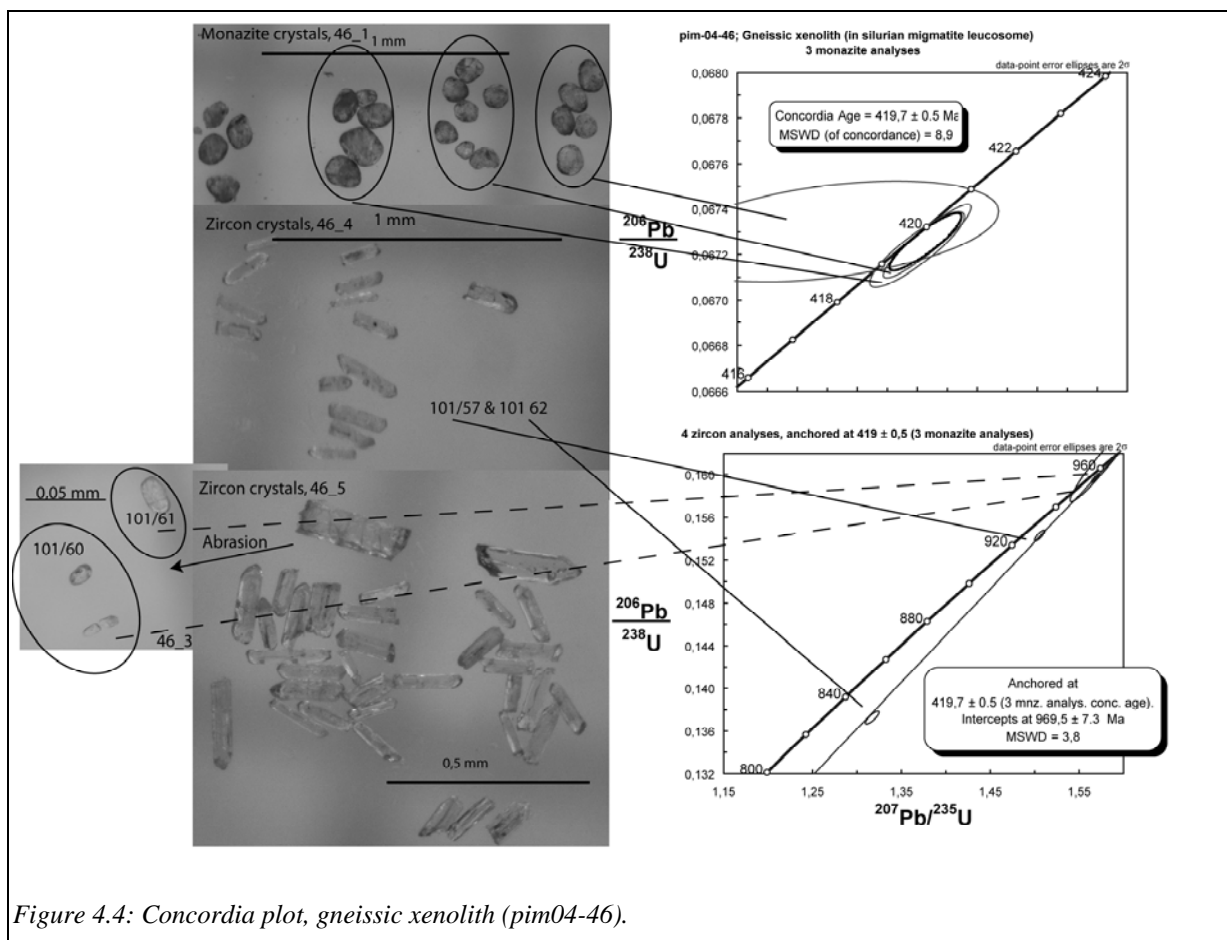 Monazite crystals, 46_1
1 mm
Zircon crystals, 46_4
1 mm
101/57 & 101 62
Zircon crystals, 46_5
0.05 mm
101/61
101/60
Abrasion
46_3
0,5 mm
pim-04-46; Gneissic xenolith (in silurian migmatite leucosome)
3 monazite analyses
data-point error ellipses are 2σ
0,0680
0,0678
0,0676
0,0674
0,0672
0,0670
0,0668
0,0666
206Pb
238U
Concordia Age = 419,7 ± 0.5 Ma
MSWD (of concordance) = 8,9
424
422
420
418
416
4 zircon analyses, anchored at 419 ± 0,5 (3 monazite analyses)
data-point error ellipses are 2σ
0,160
0,156
0,152
0,148
0,144
0,140
0,136
0,132
206Pb
238U
960
920
880
840
800
Anchored at
419,7 ± 0.5 (3 mnz. analys. conc. age).
Intercepts at 969,5 ± 7.3 Ma
MSWD = 3,8
1,15
1,25
1,35
1,45
1,55
207Pb/235U
Figure 4.4: Concordia plot, gneissic xenolith (pim04-46).